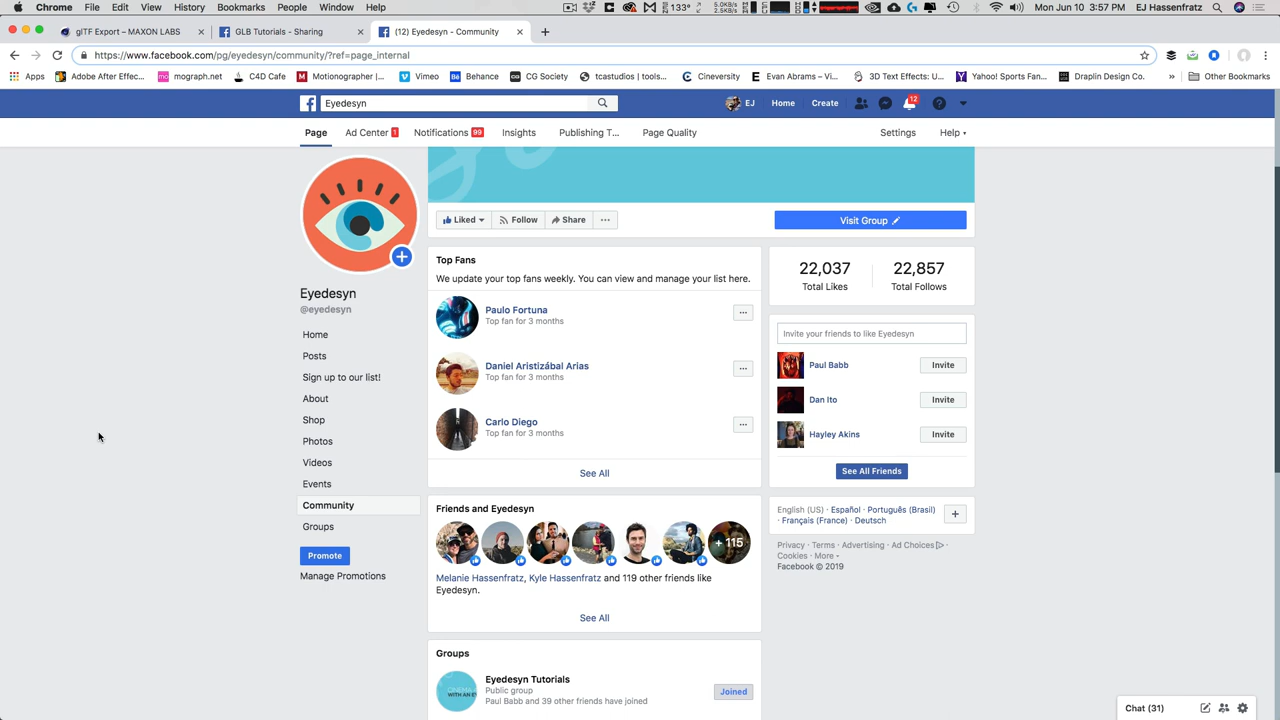 Chrome File Edit View History Bookmarks People Window Help 133° 5.0KB/s 2.5KB/s Mon Jun 10 3:57 PM EJ Hassenfratz
glTF Export – MAXON LABS GLB Tutorials - Sharing (12) Eyedesyn - Community
https://www.facebook.com/pg/eyedesyn/community/?ref=page_internal
Apps Adobe After Effec... mograph.net C4D Cafe Motionographer |... Vimeo Behance CG Society tcastudios | tools... Cineversity Evan Abrams – Vi... 3D Text Effects: U... Yahoo! Sports Fan... Draplin Design Co. » Other Bookmarks
Eyedesyn EJ Home Create 12
Page Ad Center 1 Notifications 99 Insights Publishing T... Page Quality Settings Help
Liked Follow Share ... Visit Group
Eyedesyn
@eyedesyn
Home
Posts
Sign up to our list!
About
Shop
Photos
Videos
Events
Community
Groups
Promote
Manage Promotions
Top Fans
We update your top fans weekly. You can view and manage your list here.
Paulo Fortuna
Top fan for 3 months
Daniel Aristizábal Arias
Top fan for 3 months
Carlo Diego
Top fan for 3 months
See All
Friends and Eyedesyn
+ 115
Melanie Hassenfratz, Kyle Hassenfratz and 119 other friends like
Eyedesyn.
See All
Groups
Eyedesyn Tutorials
Public group
Paul Babb and 39 other friends have joined
Joined
22,037 22,857
Total Likes Total Follows
Invite your friends to like Eyedesyn
Paul Babb Invite
Dan Ito Invite
Hayley Akins Invite
See All Friends
English (US) · Español · Português (Brasil)
· Français (France) · Deutsch
Privacy · Terms · Advertising · Ad Choices ·
Cookies · More
Facebook © 2019
Chat (31)